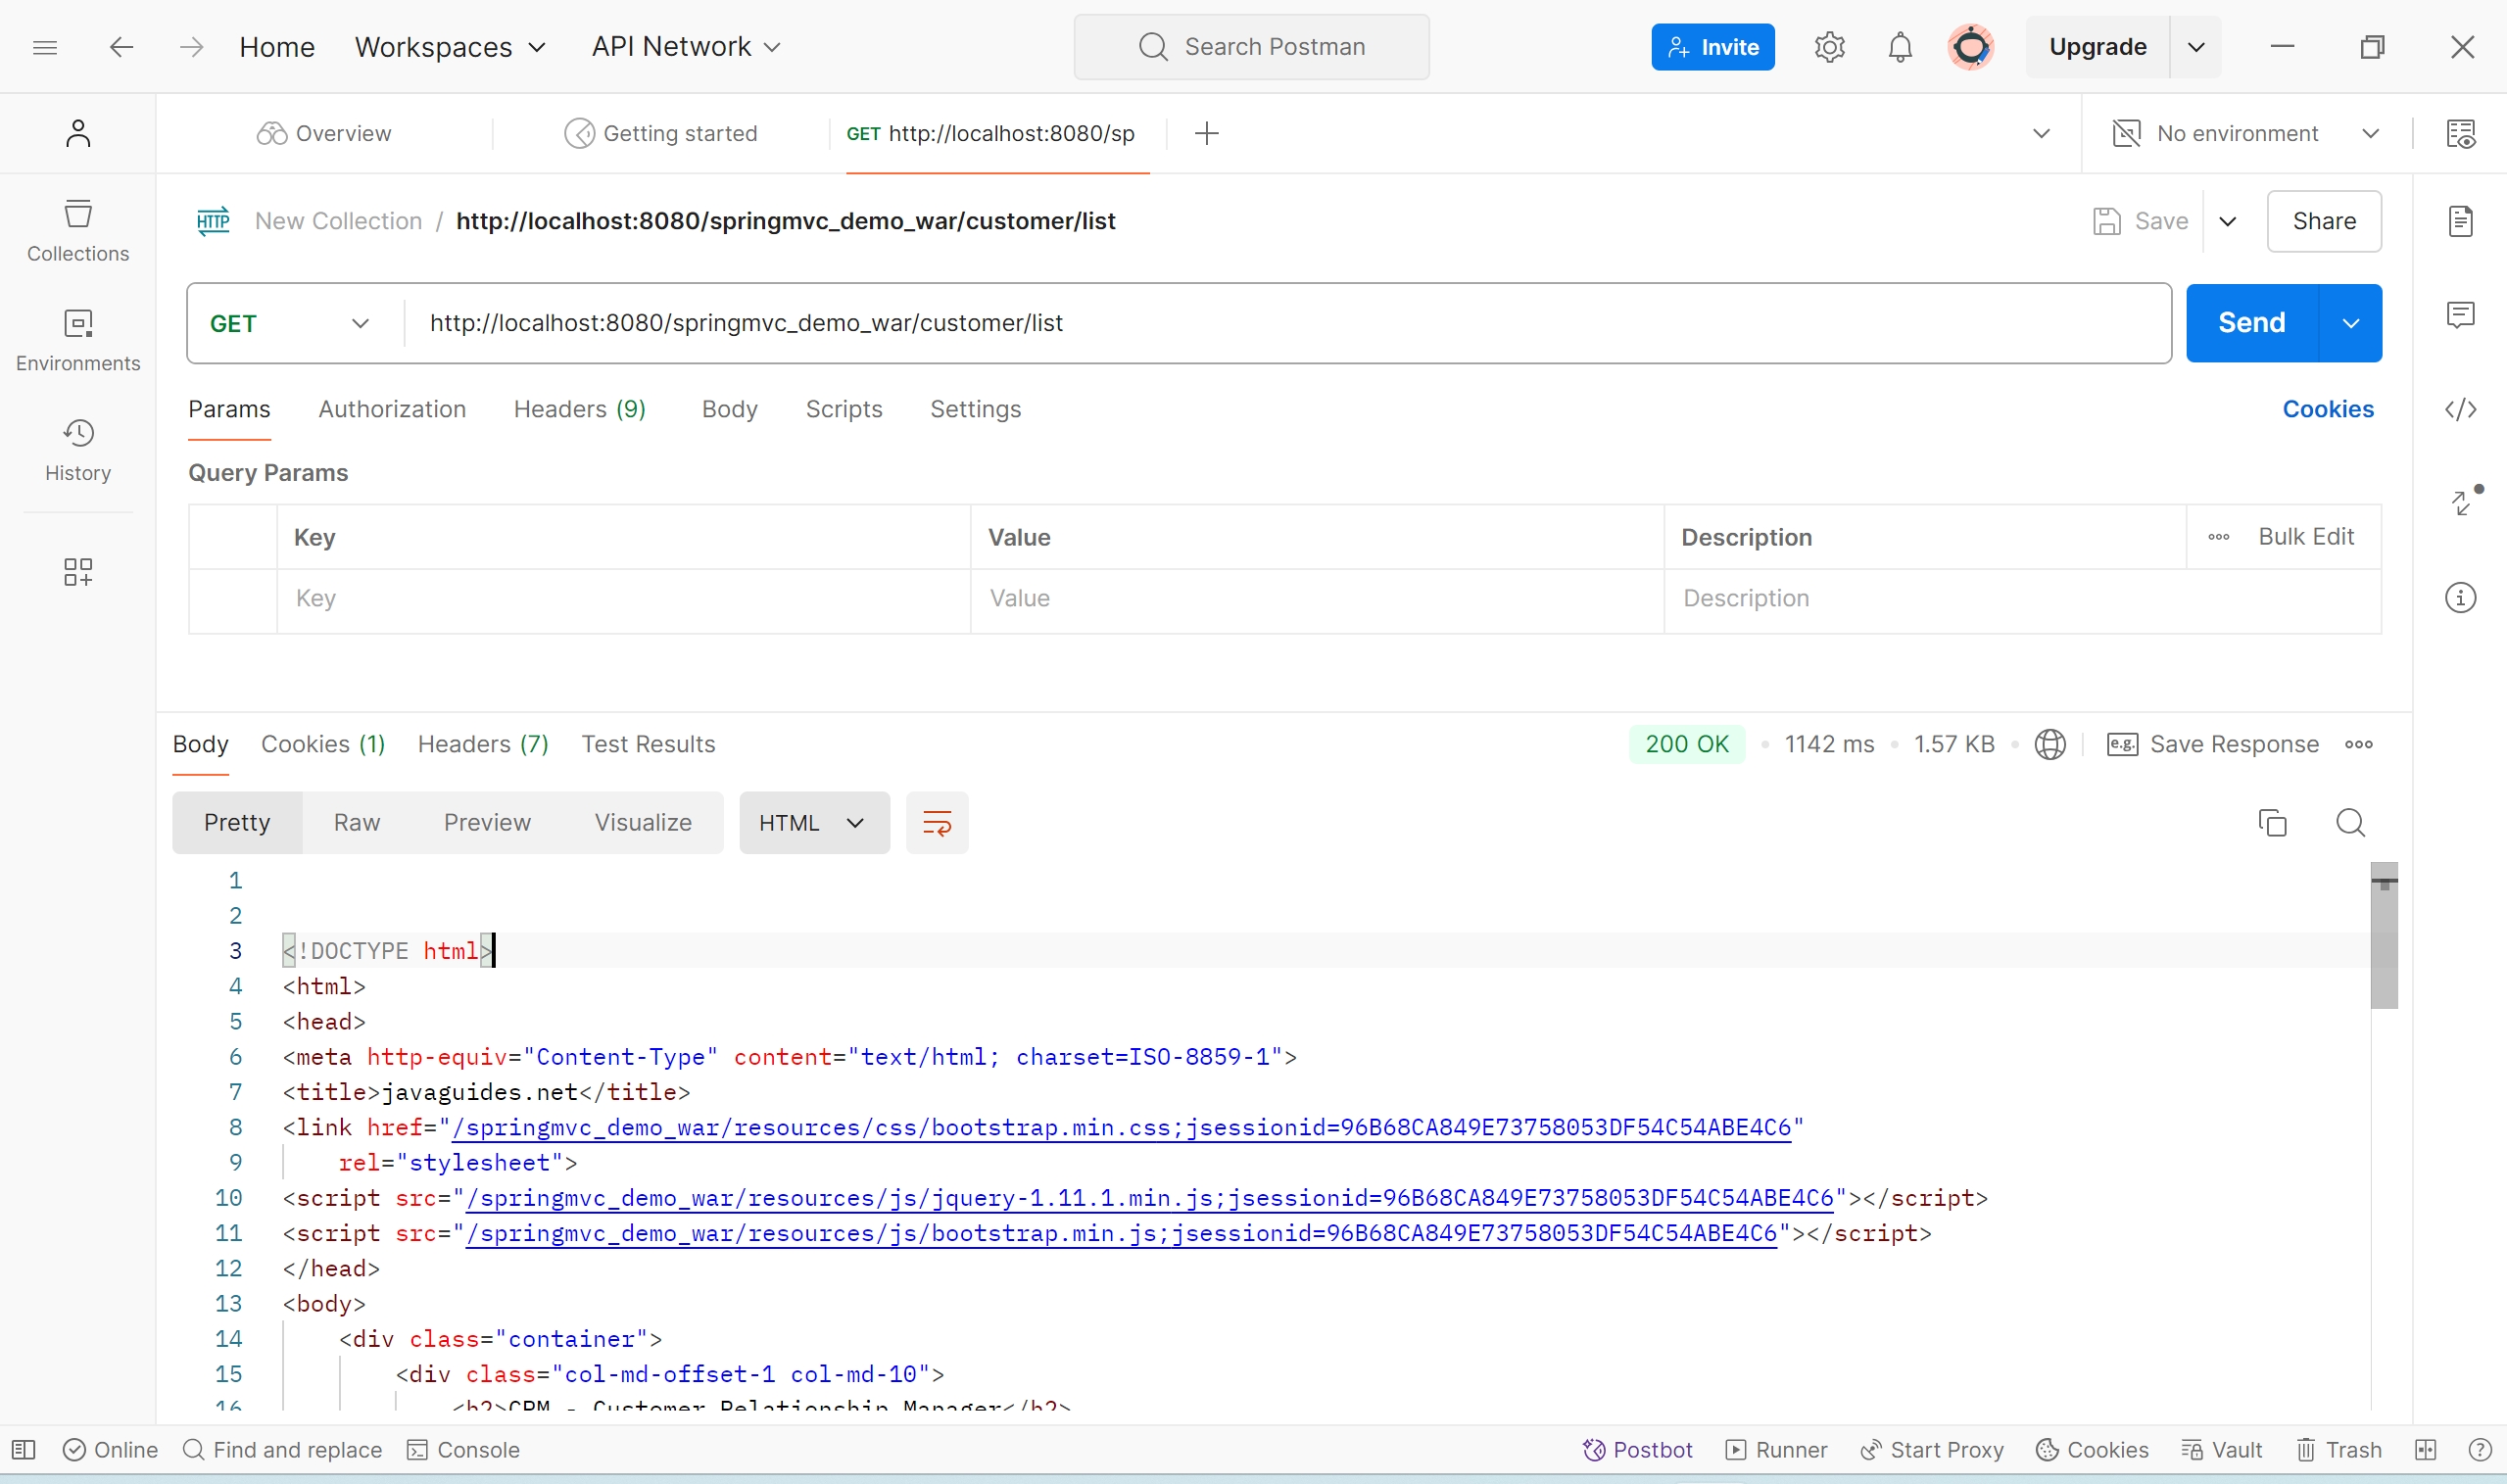 Home Workspaces API Network Search Postman Invite Upgrade
Overview Getting started GET http://localhost:8080/sp No environment
HTTP New Collection / http://localhost:8080/springmvc_demo_war/customer/list Save Share
Collections
GET http://localhost:8080/springmvc_demo_war/customer/list Send
Environments
Params Authorization Headers (9) Body Scripts Settings Cookies
History
Query Params
Key Value Description Bulk Edit
Key Value Description
Body Cookies (1) Headers (7) Test Results 200 OK 1142 ms 1.57 KB e.g. Save Response
Pretty Raw Preview Visualize HTML
1
2
3 <!DOCTYPE html>
4 <html>
5 <head>
6 <meta http-equiv="Content-Type" content="text/html; charset=ISO-8859-1">
7 <title>javaguides.net</title>
8 <link href="/springmvc_demo_war/resources/css/bootstrap.min.css;jsessionid=96B68CA849E73758053DF54C54ABE4C6"
9 rel="stylesheet">
10 <script src="/springmvc_demo_war/resources/js/jquery-1.11.1.min.js;jsessionid=96B68CA849E73758053DF54C54ABE4C6"></script>
11 <script src="/springmvc_demo_war/resources/js/bootstrap.min.js;jsessionid=96B68CA849E73758053DF54C54ABE4C6"></script>
12 </head>
13 <body>
14 <div class="container">
15 <div class="col-md-offset-1 col-md-10">
16 <h2>CRM - Customer Relationship Manager</h2>
Online Find and replace Console Postbot Runner Start Proxy Cookies Vault Trash